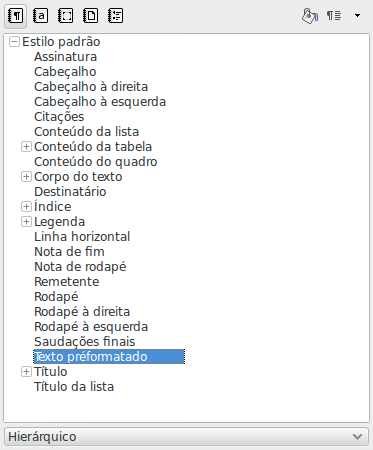 Estilo padrão
Assinatura
Cabeçalho
Cabeçalho à direita
Cabeçalho à esquerda
Citações
Conteúdo da lista
Conteúdo da tabela
Conteúdo do quadro
Corpo do texto
Destinatário
Índice
Legenda
Linha horizontal
Nota de fim
Nota de rodapé
Remetente
Rodapé
Rodapé à direita
Rodapé à esquerda
Saudações finais
Texto préformatado
Título
Título da lista
Hierárquico